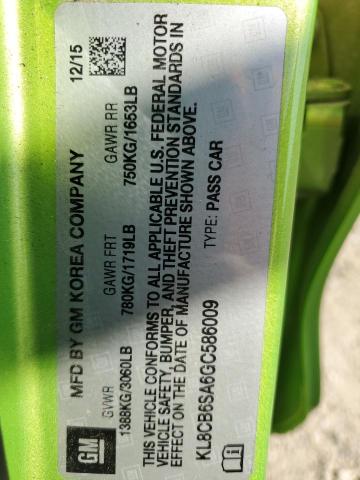 MFD BY GM KOREA COMPANY 12/15
GVWR GAWR FRT GAWR RR
1388KG/3060LB 780KG/1719LB 750KG/1653LB
THIS VEHICLE CONFORMS TO ALL APPLICABLE U.S. FEDERAL MOTOR
VEHICLE SAFETY, BUMPER, AND THEFT PREVENTION STANDARDS IN
EFFECT ON THE DATE OF MANUFACTURE SHOWN ABOVE.
KL8CB6SA6GC586009 TYPE: PASS CAR
GM